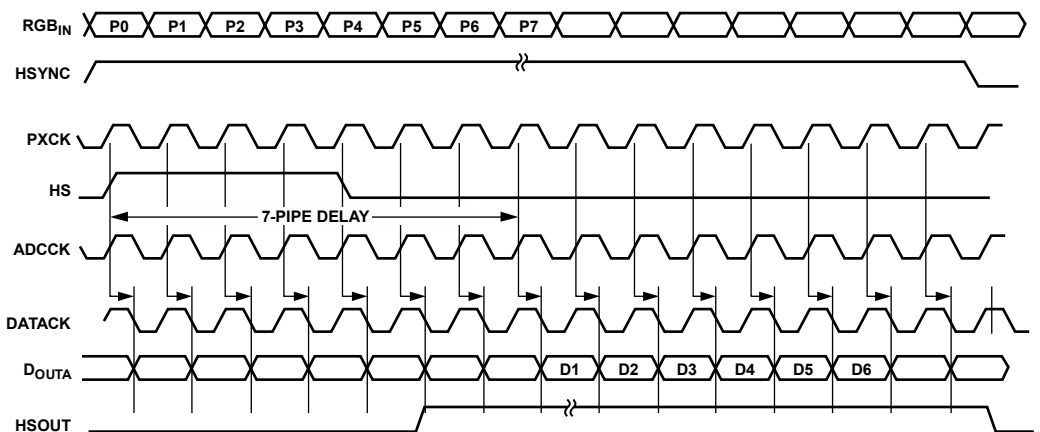 RGBIN P0 P1 P2 P3 P4 P5 P6 P7
HSYNC
PXCK
HS
7-PIPE DELAY
ADCCK
DATACK
DOUTA D1 D2 D3 D4 D5 D6
HSOUT